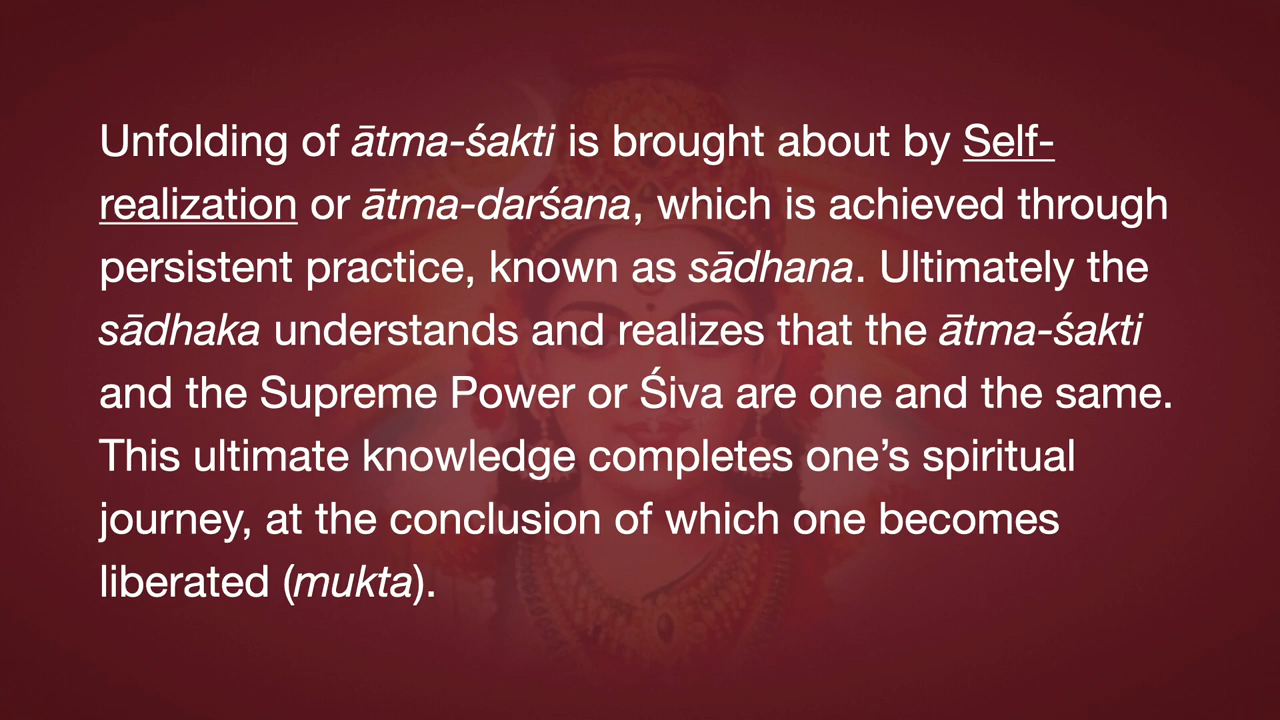 Unfolding of ātma-śakti is brought about by Self-
realization or ātma-darśana, which is achieved through
persistent practice, known as sādhana. Ultimately the
sādhaka understands and realizes that the ātma-śakti
and the Supreme Power or Śiva are one and the same.
This ultimate knowledge completes one’s spiritual
journey, at the conclusion of which one becomes
liberated (mukta).